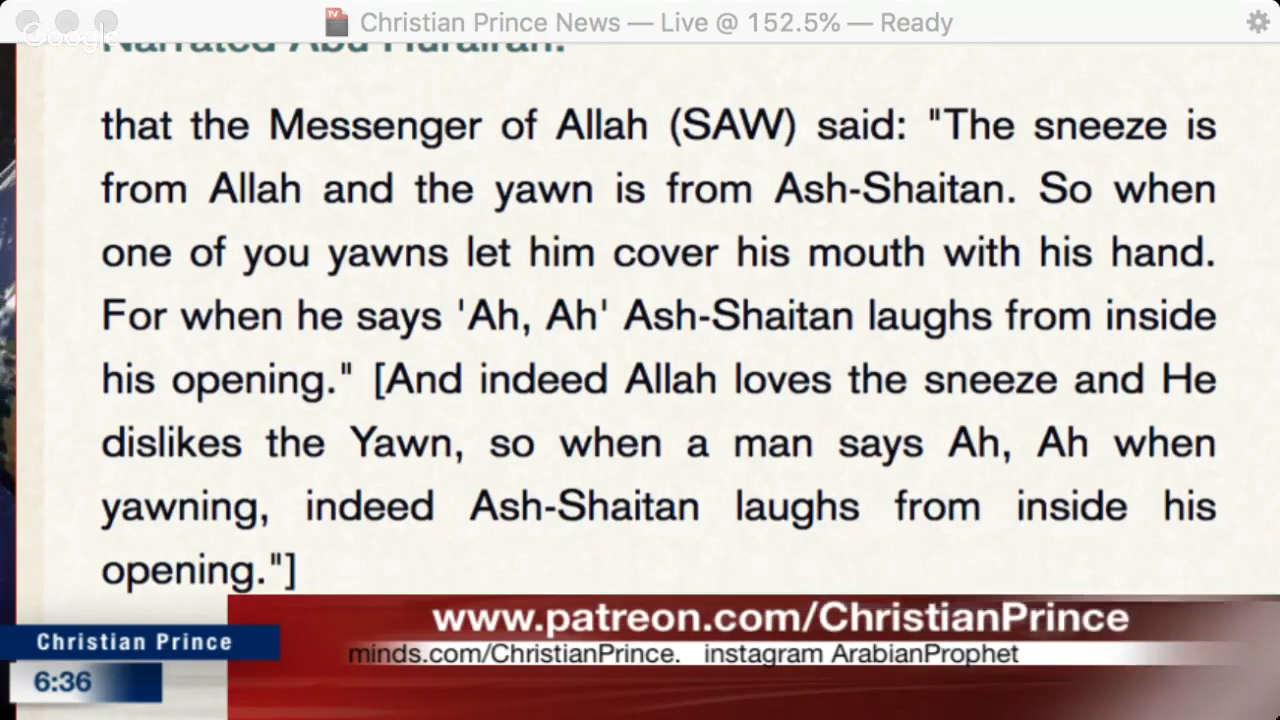 Christian Prince News — Live @ 152.5% — Ready
Google
Narrated Abu Hurairah:
that the Messenger of Allah (SAW) said: "The sneeze is
from Allah and the yawn is from Ash-Shaitan. So when
one of you yawns let him cover his mouth with his hand.
For when he says 'Ah, Ah' Ash-Shaitan laughs from inside
his opening." [And indeed Allah loves the sneeze and He
dislikes the Yawn, so when a man says Ah, Ah when
yawning, indeed Ash-Shaitan laughs from inside his
opening."]
www.patreon.com/ChristianPrince
Christian Prince
minds.com/ChristianPrince. instagram ArabianProphet
6:36